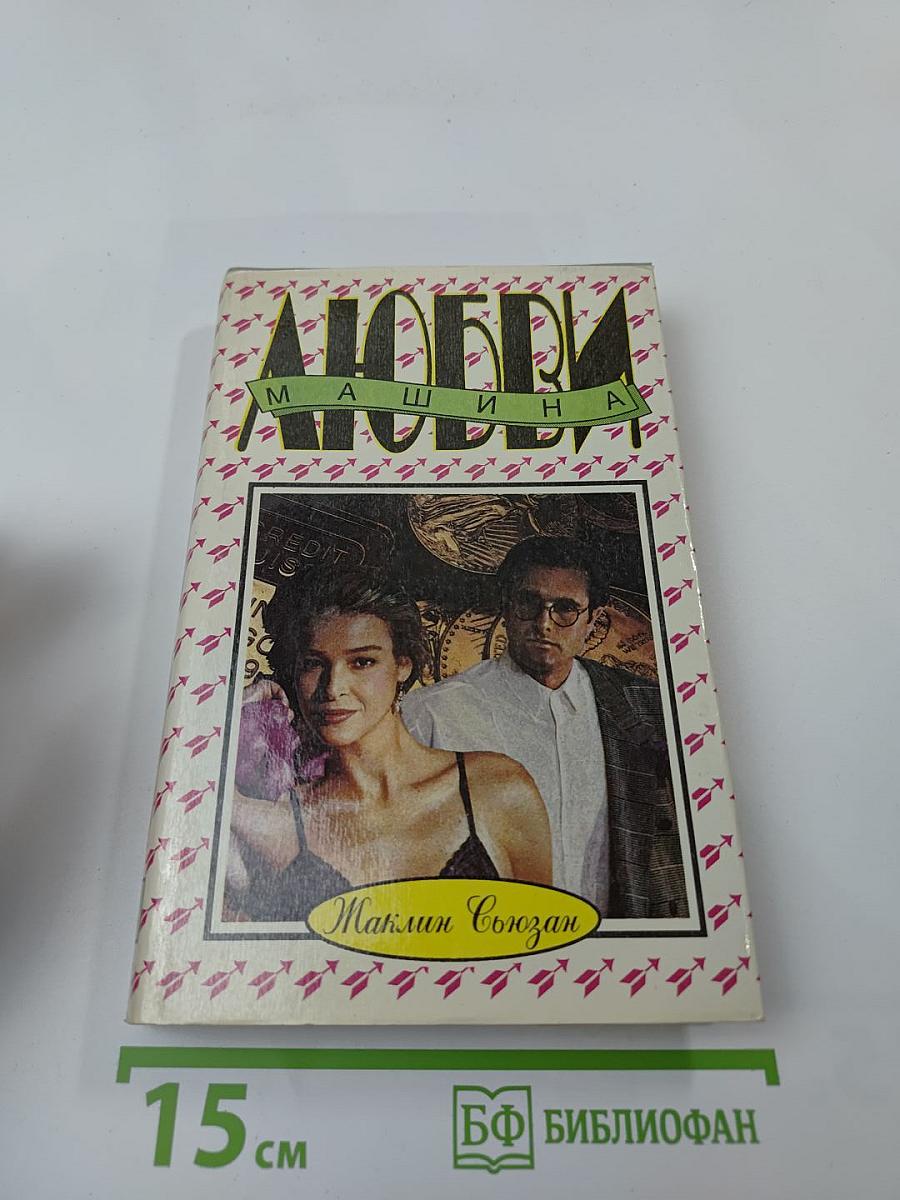 ЛЮБВИ
МАШИНА
CREDIT
Жаклин Сьюзан
15 см
БФ БИБЛИОФАН